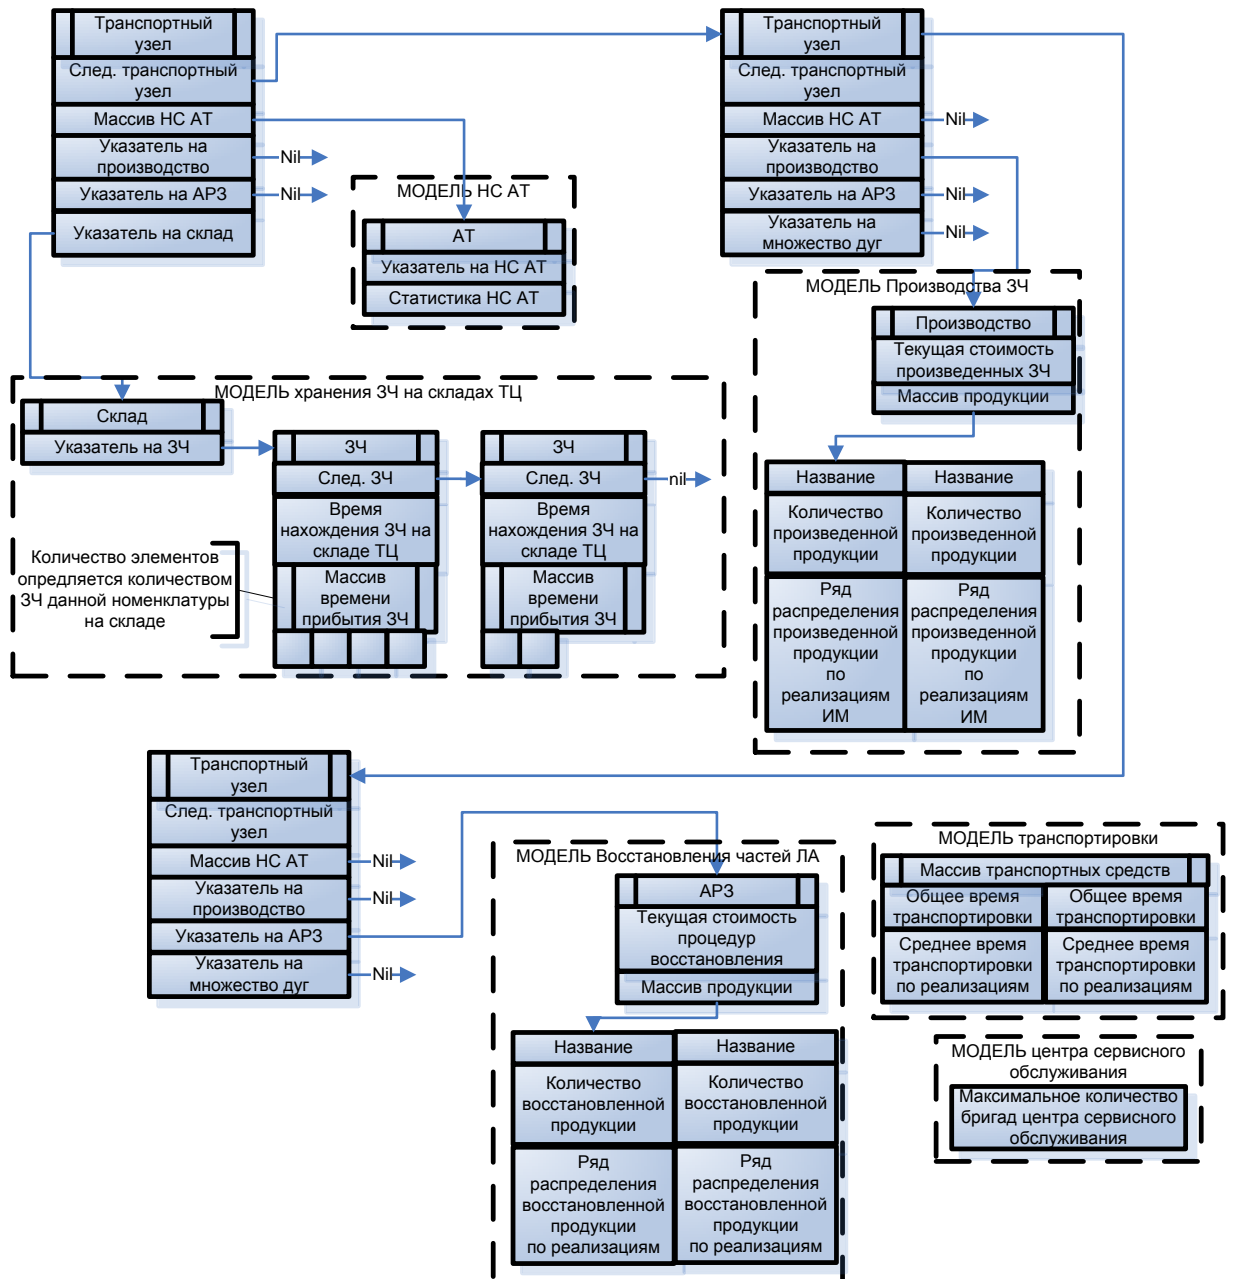 Транспортный
узел
След. транспортный
узел
Массив НС АТ
Указатель на
производство
Nil
Указатель на АРЗ
Nil
Указатель на склад
МОДЕЛЬ НС АТ
АТ
Указатель на НС АТ
Статистика НС АТ
Транспортный
узел
След. транспортный
узел
Массив НС АТ
Nil
Указатель на
производство
Указатель на АРЗ
Nil
Указатель на
множество дуг
Nil
МОДЕЛЬ Производства ЗЧ
Производство
Текущая стоимость
произведенных ЗЧ
Массив продукции
Название
Количество
произведенной
продукции
Ряд
распределения
произведенной
продукции
по
реализациям
ИМ
Название
Количество
произведенной
продукции
Ряд
распределения
произведенной
продукции
по
реализациям
ИМ
МОДЕЛЬ хранения ЗЧ на складах ТЦ
Склад
Указатель на ЗЧ
ЗЧ
След. ЗЧ
Время
нахождения ЗЧ на
складе ТЦ
Массив
времени
прибытия ЗЧ
ЗЧ
След. ЗЧ
nil
Время
нахождения ЗЧ на
складе ТЦ
Массив
времени
прибытия ЗЧ
Количество элементов
опредляется количеством
ЗЧ данной номенклатуры
на складе
Транспортный
узел
След. транспортный
узел
Массив НС АТ
Nil
Указатель на
производство
Nil
Указатель на АРЗ
Указатель на
множество дуг
Nil
МОДЕЛЬ Восстановления частей ЛА
АРЗ
Текущая стоимость
процедур
восстановления
Массив продукции
Название
Количество
восстановленной
продукции
Ряд
распределения
восстановленной
продукции
по реализациям
Название
Количество
восстановленной
продукции
Ряд
распределения
восстановленной
продукции
по реализациям
МОДЕЛЬ транспортировки
Массив транспортных средств
Общее время
транспортировки
Среднее время
транспортировки
по реализациям
Общее время
транспортировки
Среднее время
транспортировки
по реализациям
МОДЕЛЬ центра сервисного
обслуживания
Максимальное количество
бригад центра сервисного
обслуживания